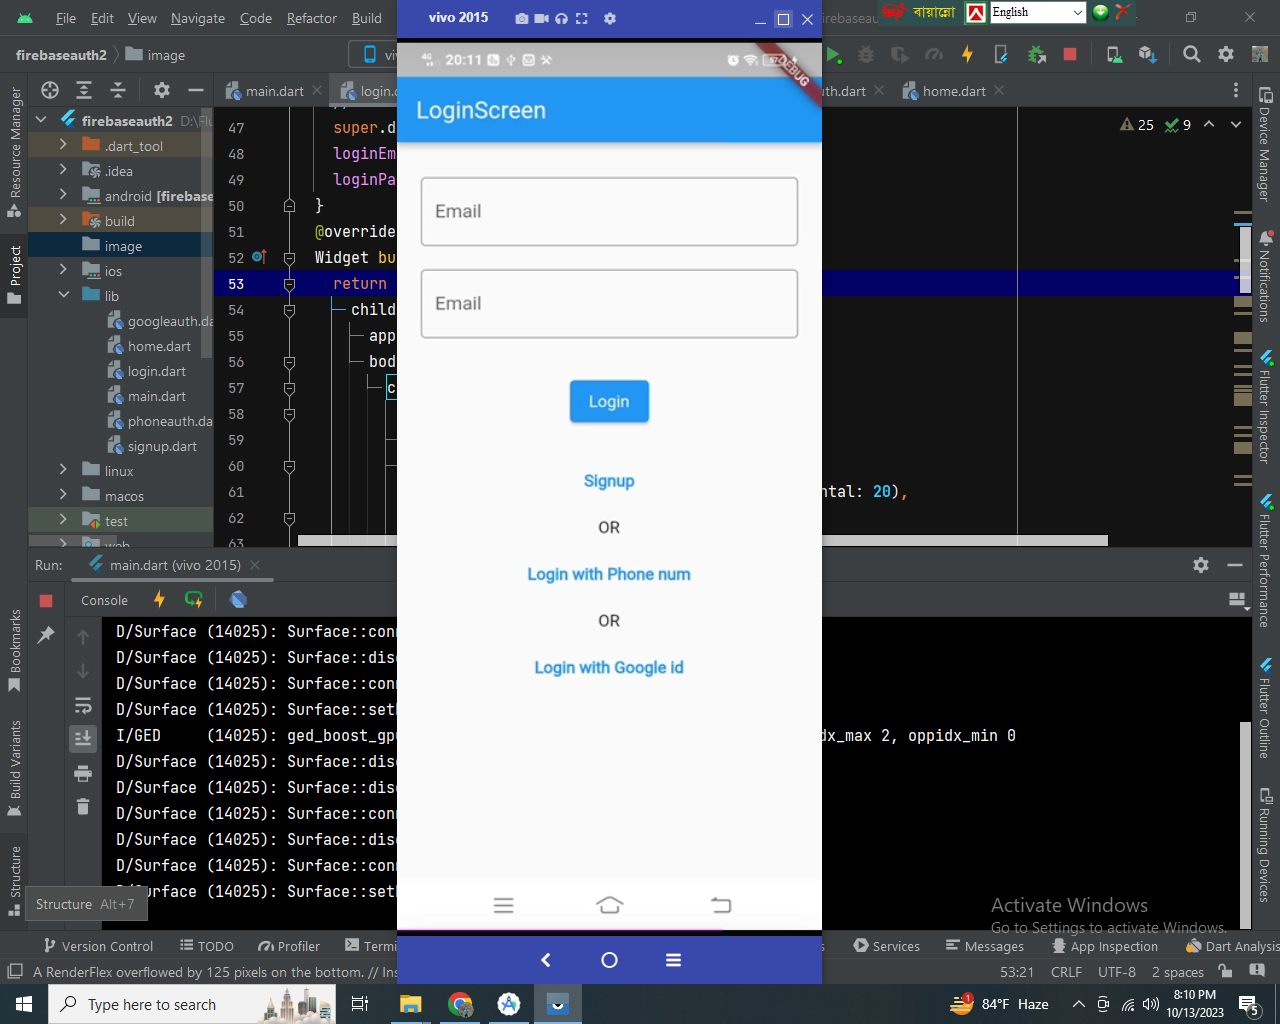 File Edit View Navigate Code Refactor Build
vivo 2015
firebaseauth2
বায়ান্নো
English
firebaseauth2 image
main.dart
home.dart
20:11
DEBUG
LoginScreen
Email
Email
Login
Signup
OR
Login with Phone num
OR
Login with Google id
Resource Manager
Project
Bookmarks
Build Variants
Structure
firebaseauth2
.dart_tool
.idea
android
build
image
ios
lib
home.dart
login.dart
main.dart
signup.dart
linux
macos
test
web
47 super.d
48 loginEm
49 loginPa
50 }
51 @override
52 Widget bu
53 return
54 child
55 app
56 bod
57 c
58
59
60
61 ntal: 20),
62
63
25 9
Device Manager
Notifications
Flutter Inspector
Flutter Performance
Flutter Outline
Running Devices
Run: main.dart (vivo 2015)
Console
D/Surface (14025): Surface::con
D/Surface (14025): Surface::dis
D/Surface (14025): Surface::con
D/Surface (14025): Surface::set
I/GED (14025): ged_boost_gp dx_max 2, oppidx_min 0
D/Surface (14025): Surface::dis
D/Surface (14025): Surface::dis
D/Surface (14025): Surface::con
D/Surface (14025): Surface::dis
D/Surface (14025): Surface::con
D/Surface (14025): Surface::set
Structure Alt+7
Activate Windows
Go to Settings to activate Windows.
Version Control TODO Profiler Termi Services Messages App Inspection Dart Analysis
A RenderFlex overflowed by 125 pixels on the bottom. // Ins 53:21 CRLF UTF-8 2 spaces
Type here to search
84°F Haze
8:10 PM
10/13/2023
5